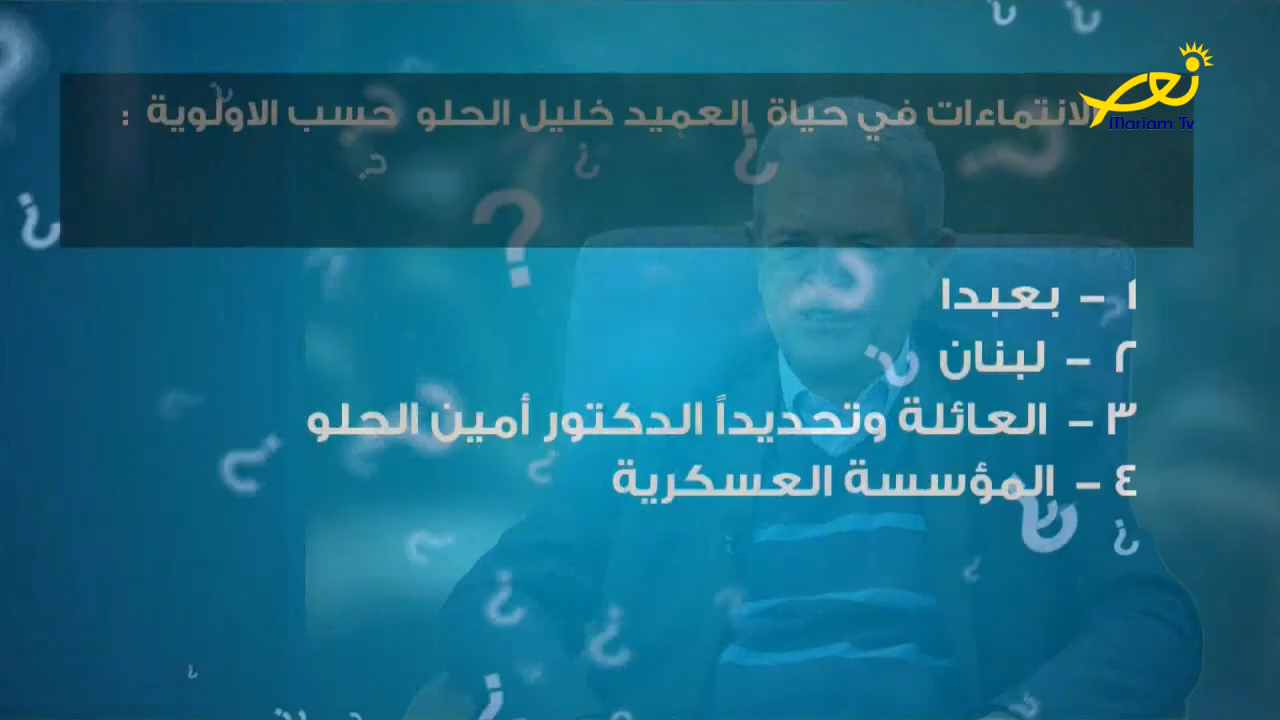 الانتماءات في حياة العميد خليل الحلو حسب الاولوية :
١ - بعبدا
٢ - لبنان
٣ - العائلة وتحديداً الدكتور أمين الحلو
٤ - المؤسسة العسكرية
Mariam Tv